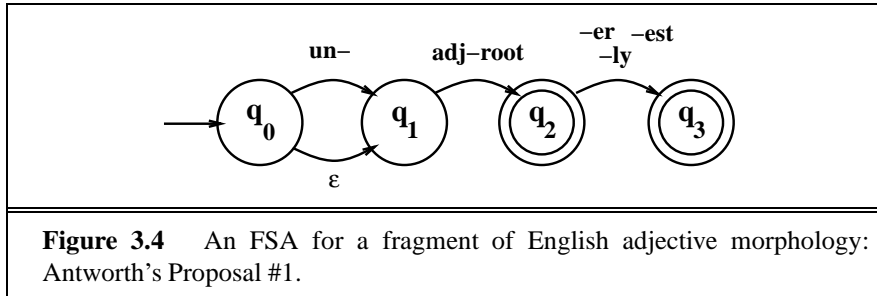 un– adj–root –er –est
–ly
q0 q1 q2 q3
ε
Figure 3.4 An FSA for a fragment of English adjective morphology:
Antworth's Proposal #1.